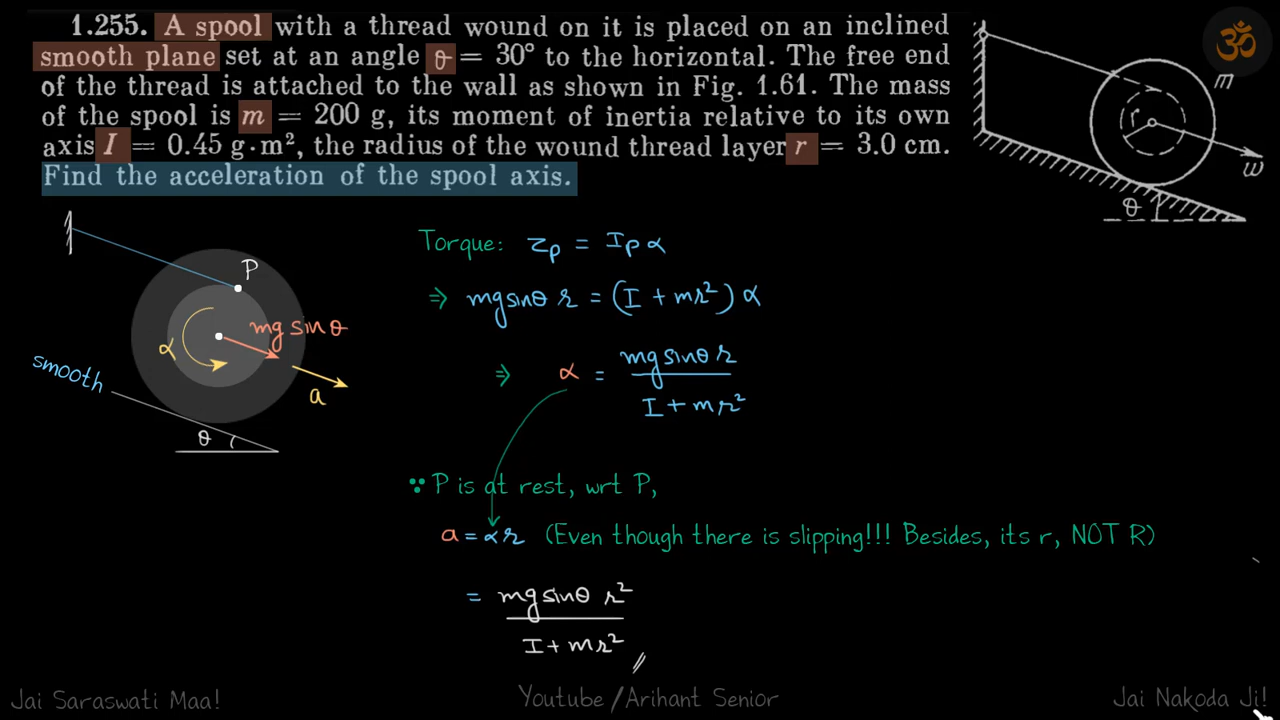 1.255. A spool with a thread wound on it is placed on an inclined
smooth plane set at an angle θ = 30° to the horizontal. The free end
of the thread is attached to the wall as shown in Fig. 1.61. The mass
of the spool is m = 200 g, its moment of inertia relative to its own
axis I = 0.45 g·m², the radius of the wound thread layer r = 3.0 cm.
Find the acceleration of the spool axis.
ॐ
m
r
w
θ
P
mg sin θ
α
a
smooth
θ
Torque: τp = Ip α
⇒ mg sinθ r = (I + mr²) α
⇒ α = mg sinθ r / I + mr²
∵ P is at rest, wrt P,
a = αr (Even though there is slipping!!! Besides, its r, NOT R)
= mg sinθ r² / I + mr² //
Jai Saraswati Maa!
Youtube/Arihant Senior
Jai Nakoda Ji!